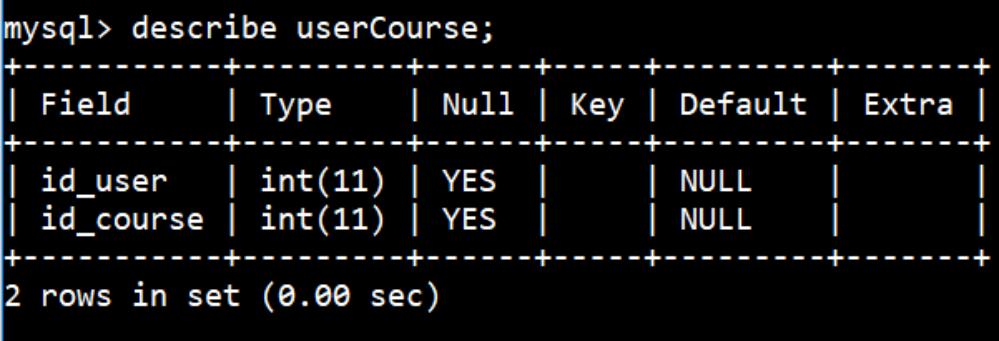 mysql> describe userCourse;
+-----------+---------+------+-----+---------+-------+
| Field     | Type    | Null | Key | Default | Extra |
+-----------+---------+------+-----+---------+-------+
| id_user   | int(11) | YES  |     | NULL    |       |
| id_course | int(11) | YES  |     | NULL    |       |
+-----------+---------+------+-----+---------+-------+
2 rows in set (0.00 sec)